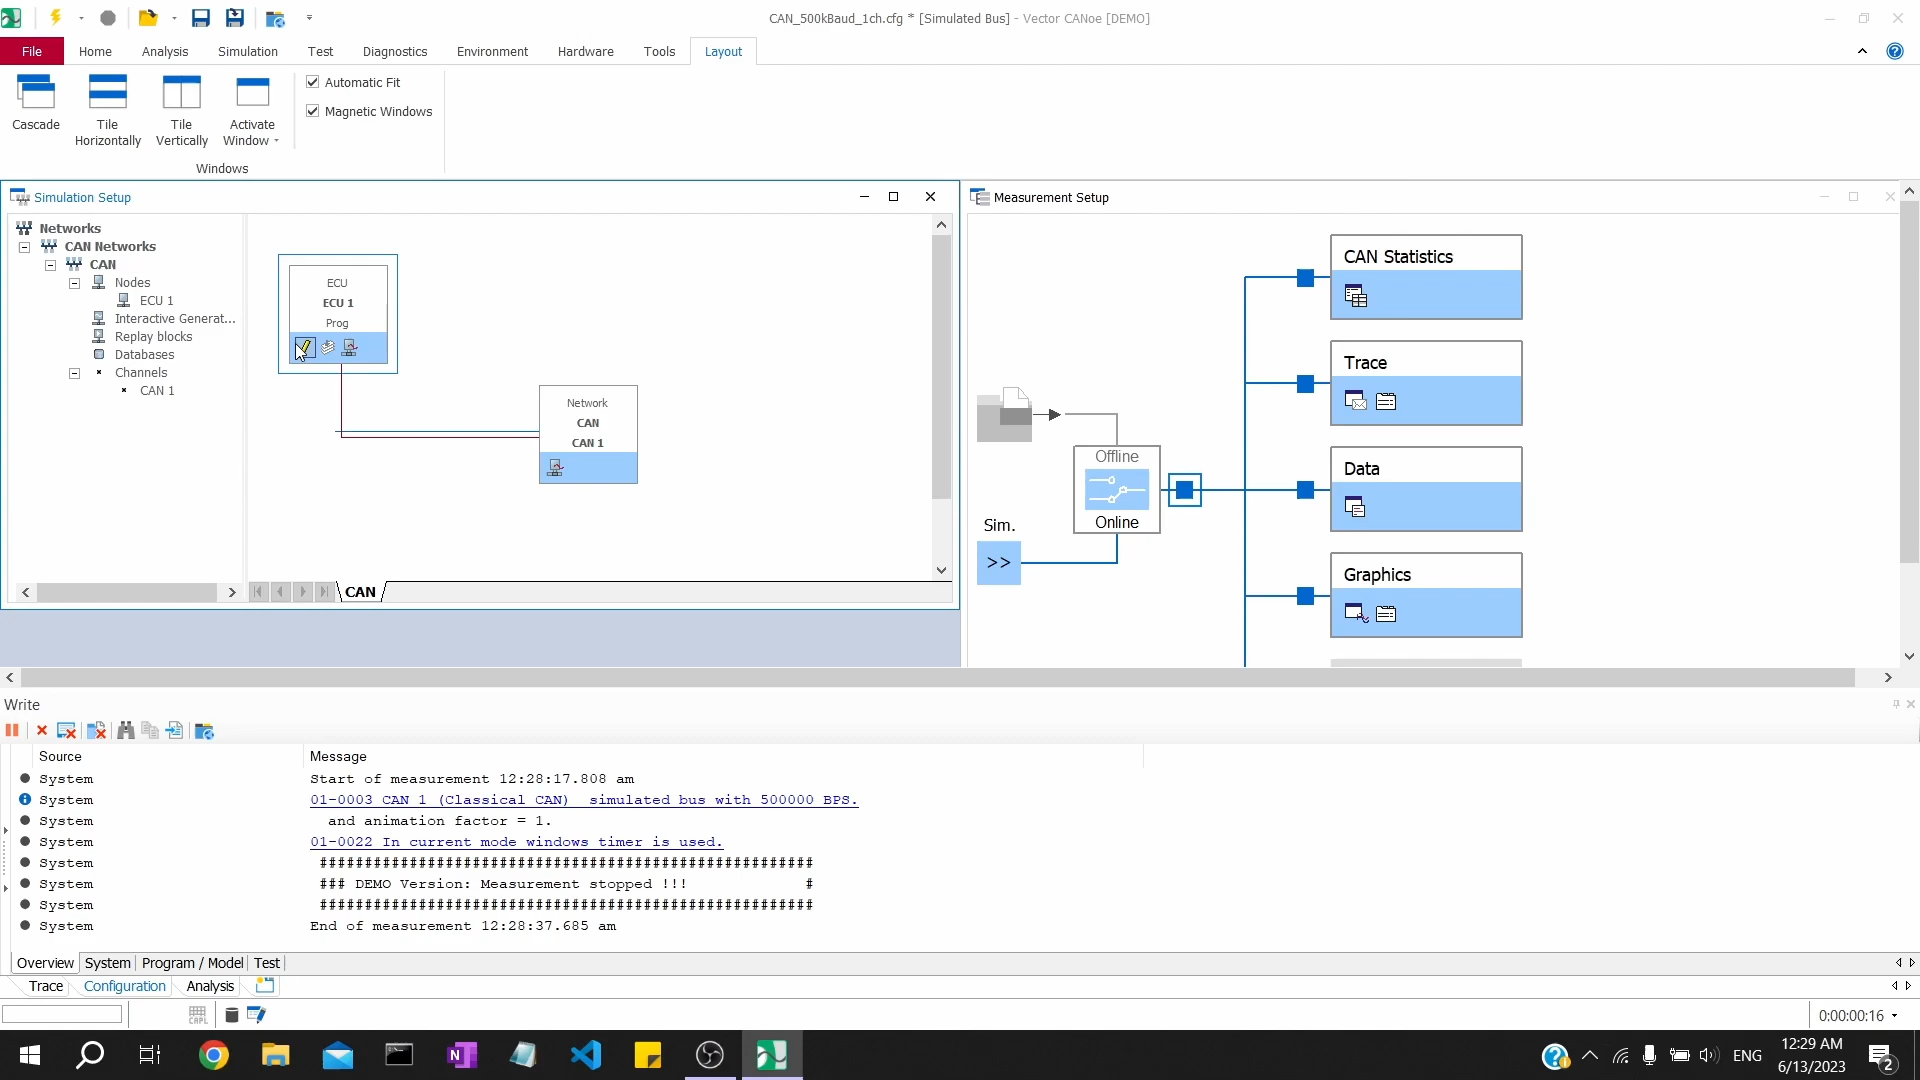 CAN_500kBaud_1ch.cfg * [Simulated Bus] - Vector CANoe [DEMO]
File Home Analysis Simulation Test Diagnostics Environment Hardware Tools Layout
Cascade
Tile Horizontally
Tile Vertically
Activate Window
Automatic Fit
Magnetic Windows
Windows
Simulation Setup
Networks
CAN Networks
CAN
Nodes
ECU 1
Interactive Generat...
Replay blocks
Databases
Channels
CAN 1
ECU
ECU 1
Prog
Network
CAN
CAN 1
CAN
Measurement Setup
Offline
Online
Sim.
>>
CAN Statistics
Trace
Data
Graphics
Write
Source Message
System Start of measurement 12:28:17.808 am
System 01-0003 CAN 1 (Classical CAN)  simulated bus with 500000 BPS.
System and animation factor = 1.
System 01-0022 In current mode windows timer is used.
System #######################################################
System ### DEMO Version: Measurement stopped !!! #
System #######################################################
System End of measurement 12:28:37.685 am
Overview System Program / Model Test
Trace Configuration Analysis
CAPL
0:00:00:16
ENG
12:29 AM
6/13/2023
2